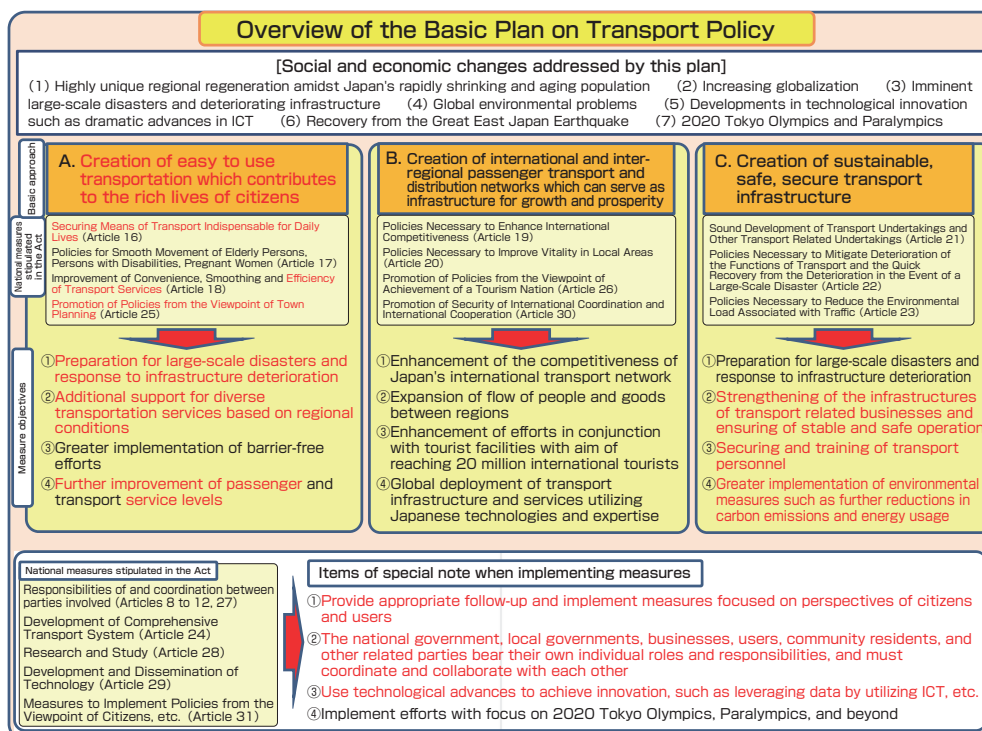 Overview of the Basic Plan on Transport Policy
[Social and economic changes addressed by this plan]
(1) Highly unique regional regeneration amidst Japan's rapidly shrinking and aging population (2) Increasing globalization (3) Imminent
large-scale disasters and deteriorating infrastructure (4) Global environmental problems (5) Developments in technological innovation
such as dramatic advances in ICT (6) Recovery from the Great East Japan Earthquake (7) 2020 Tokyo Olympics and Paralympics
Basic approach
A. Creation of easy to use
transportation which contributes
to the rich lives of citizens
National measures
stipulated
in the Act
Securing Means of Transport Indispensable for Daily
Lives (Article 16)
Policies for Smooth Movement of Elderly Persons,
Persons with Disabilities, Pregnant Women (Article 17)
Improvement of Convenience, Smoothing and Efficiency
of Transport Services (Article 18)
Promotion of Policies from the Viewpoint of Town
Planning (Article 25)
Measure objectives
①Preparation for large-scale disasters and
response to infrastructure deterioration
②Additional support for diverse
transportation services based on regional
conditions
③Greater implementation of barrier-free
efforts
④Further improvement of passenger and
transport service levels
B. Creation of international and inter-
regional passenger transport and
distribution networks which can serve as
infrastructure for growth and prosperity
Policies Necessary to Enhance International
Competitiveness (Article 19)
Policies Necessary to Improve Vitality in Local Areas
(Article 20)
Promotion of Policies from the Viewpoint of
Achievement of a Tourism Nation (Article 26)
Promotion of Security of International Coordination and
International Cooperation (Article 30)
①Enhancement of the competitiveness of
Japan's international transport network
②Expansion of flow of people and goods
between regions
③Enhancement of efforts in conjunction
with tourist facilities with aim of
reaching 20 million international tourists
④Global deployment of transport
infrastructure and services utilizing
Japanese technologies and expertise
C. Creation of sustainable,
safe, secure transport
infrastructure
Sound Development of Transport Undertakings and
Other Transport Related Undertakings (Article 21)
Policies Necessary to Mitigate Deterioration of
the Functions of Transport and the Quick
Recovery from the Deterioration in the Event of a
Large-Scale Disaster (Article 22)
Policies Necessary to Reduce the Environmental
Load Associated with Traffic (Article 23)
①Preparation for large-scale disasters and
response to infrastructure deterioration
②Strengthening of the infrastructures
of transport related businesses and
ensuring of stable and safe operation
③Securing and training of transport
personnel
④Greater implementation of environmental
measures such as further reductions in
carbon emissions and energy usage
National measures stipulated in the Act
Responsibilities of and coordination between
parties involved (Articles 8 to 12, 27)
Development of Comprehensive
Transport System (Article 24)
Research and Study (Article 28)
Development and Dissemination of
Technology (Article 29)
Measures to Implement Policies from the
Viewpoint of Citizens, etc. (Article 31)
Items of special note when implementing measures
①Provide appropriate follow-up and implement measures focused on perspectives of citizens
and users
②The national government, local governments, businesses, users, community residents, and
other related parties bear their own individual roles and responsibilities, and must
coordinate and collaborate with each other
③Use technological advances to achieve innovation, such as leveraging data by utilizing ICT, etc.
④Implement efforts with focus on 2020 Tokyo Olympics, Paralympics, and beyond